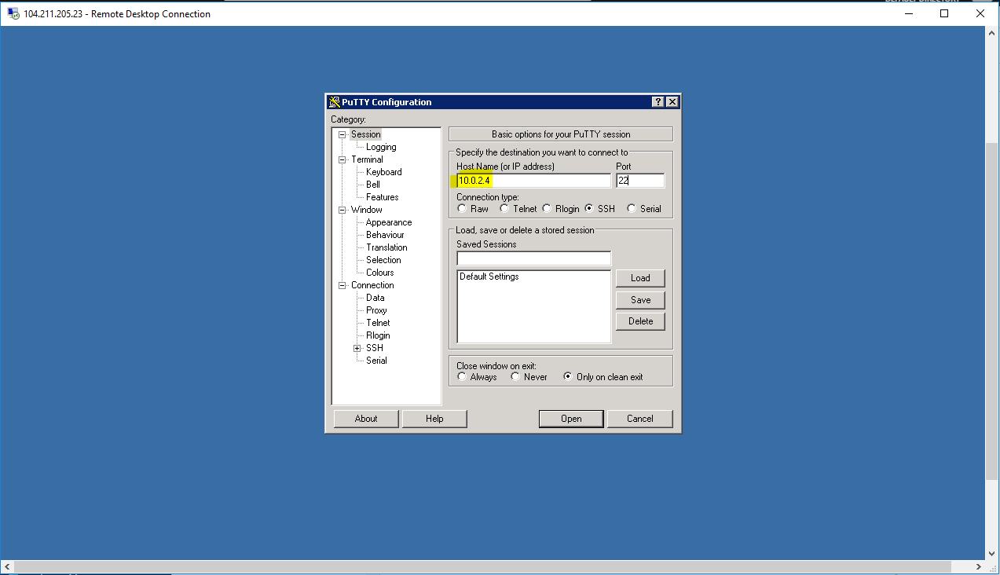 104.211.205.23 - Remote Desktop Connection
PuTTY Configuration
Category:
Session
Logging
Terminal
Keyboard
Bell
Features
Window
Appearance
Behaviour
Translation
Selection
Colours
Connection
Data
Proxy
Telnet
Rlogin
SSH
Serial
Basic options for your PuTTY session
Specify the destination you want to connect to
Host Name (or IP address) Port
10.0.2.4 22
Connection type:
Raw Telnet Rlogin SSH Serial
Load, save or delete a stored session
Saved Sessions
Default Settings
Load
Save
Delete
Close window on exit:
Always Never Only on clean exit
About Help Open Cancel